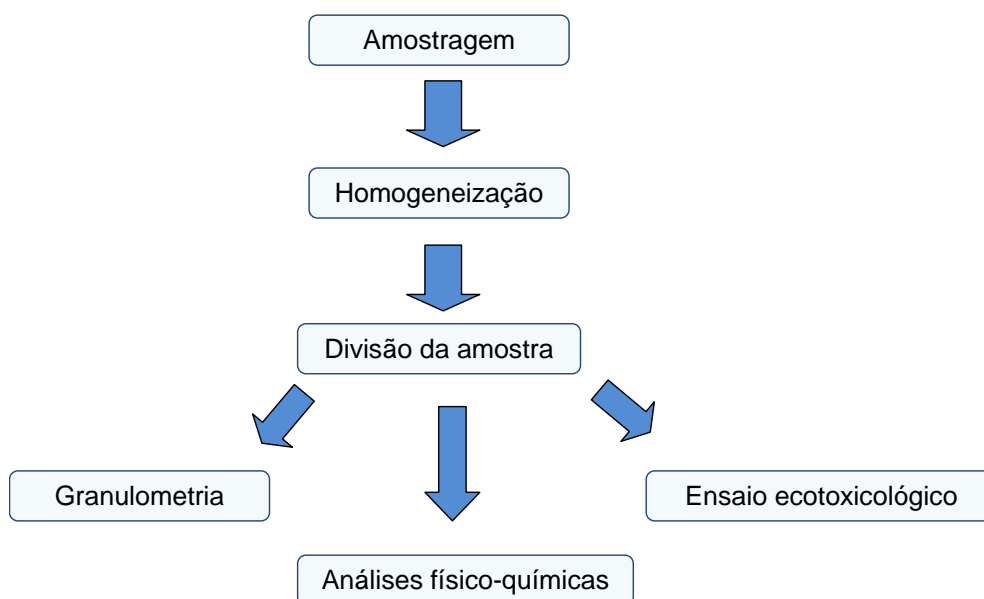 Amostragem
Homogeneização
Divisão da amostra
Granulometria
Ensaio ecotoxicológico
Análises físico-químicas